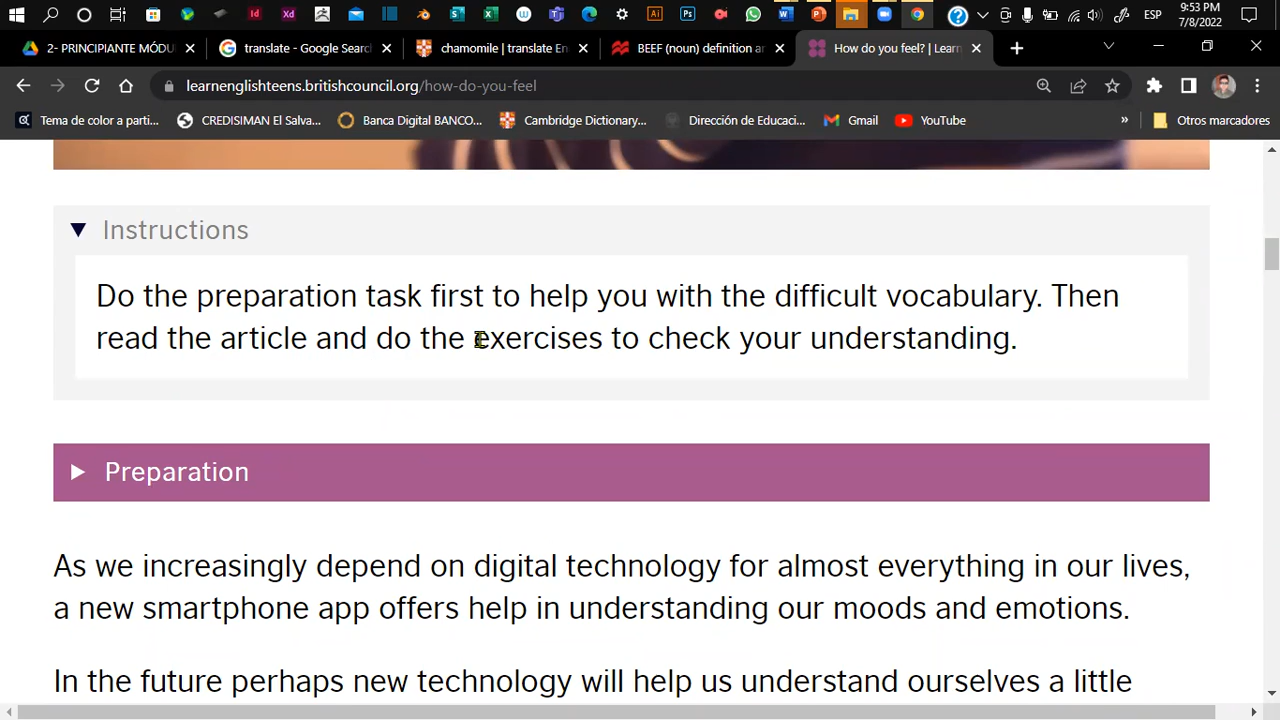 9:53 PM
ESP
7/8/2022
2- PRINCIPIANTE MÓDU
translate - Google Search
chamomile | translate En
BEEF (noun) definition an
How do you feel? | Learn
learnenglishteens.britishcouncil.org/how-do-you-feel
Tema de color a parti...
CREDISIMAN El Salva...
Banca Digital BANCO...
Cambridge Dictionary...
Dirección de Educaci...
Gmail
YouTube
»
Otros marcadores
Instructions
Do the preparation task first to help you with the difficult vocabulary. Then
read the article and do the exercises to check your understanding.
Preparation
As we increasingly depend on digital technology for almost everything in our lives,
a new smartphone app offers help in understanding our moods and emotions.
In the future perhaps new technology will help us understand ourselves a little